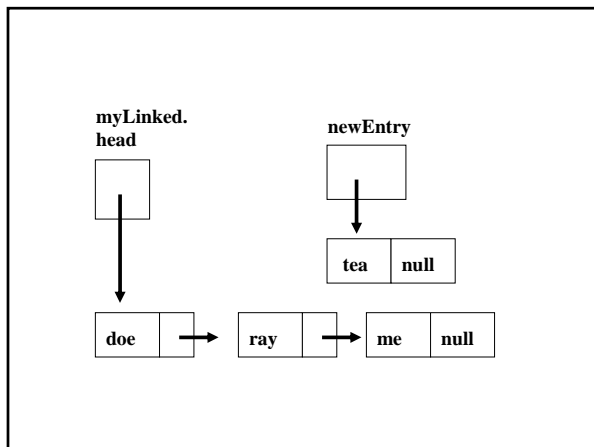 myLinked.
head
newEntry
tea null
doe ray me null